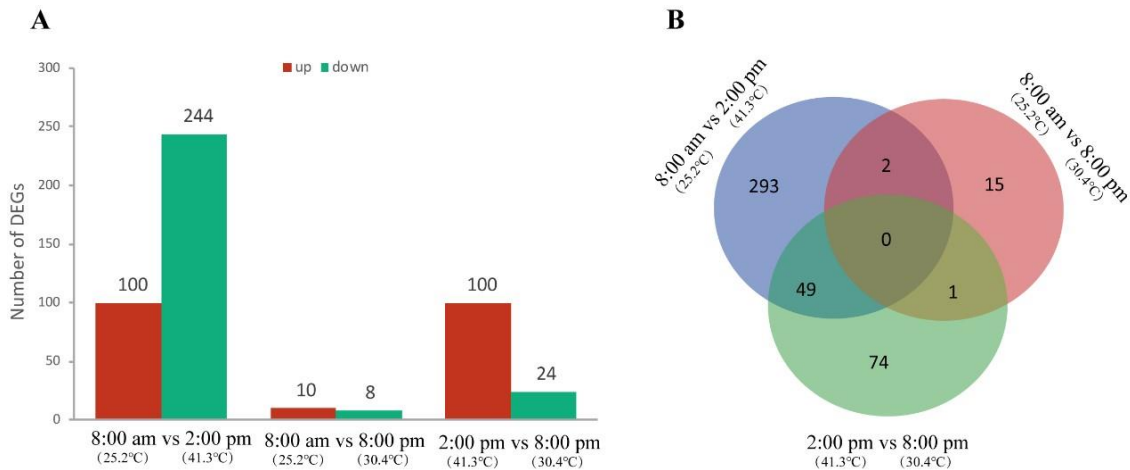 A
300
250
200
150
100
50
0
Number of DEGs
up down
100
244
10
8
100
24
8:00 am vs 2:00 pm
(25.2℃) (41.3℃)
8:00 am vs 8:00 pm
(25.2℃) (30.4℃)
2:00 pm vs 8:00 pm
(41.3℃) (30.4℃)
B
8:00 am vs 2:00 pm
(25.2℃) (41.3℃)
8:00 am vs 8:00 pm
(25.2℃) (30.4℃)
293
2
15
0
49
1
74
2:00 pm vs 8:00 pm
(41.3℃) (30.4℃)